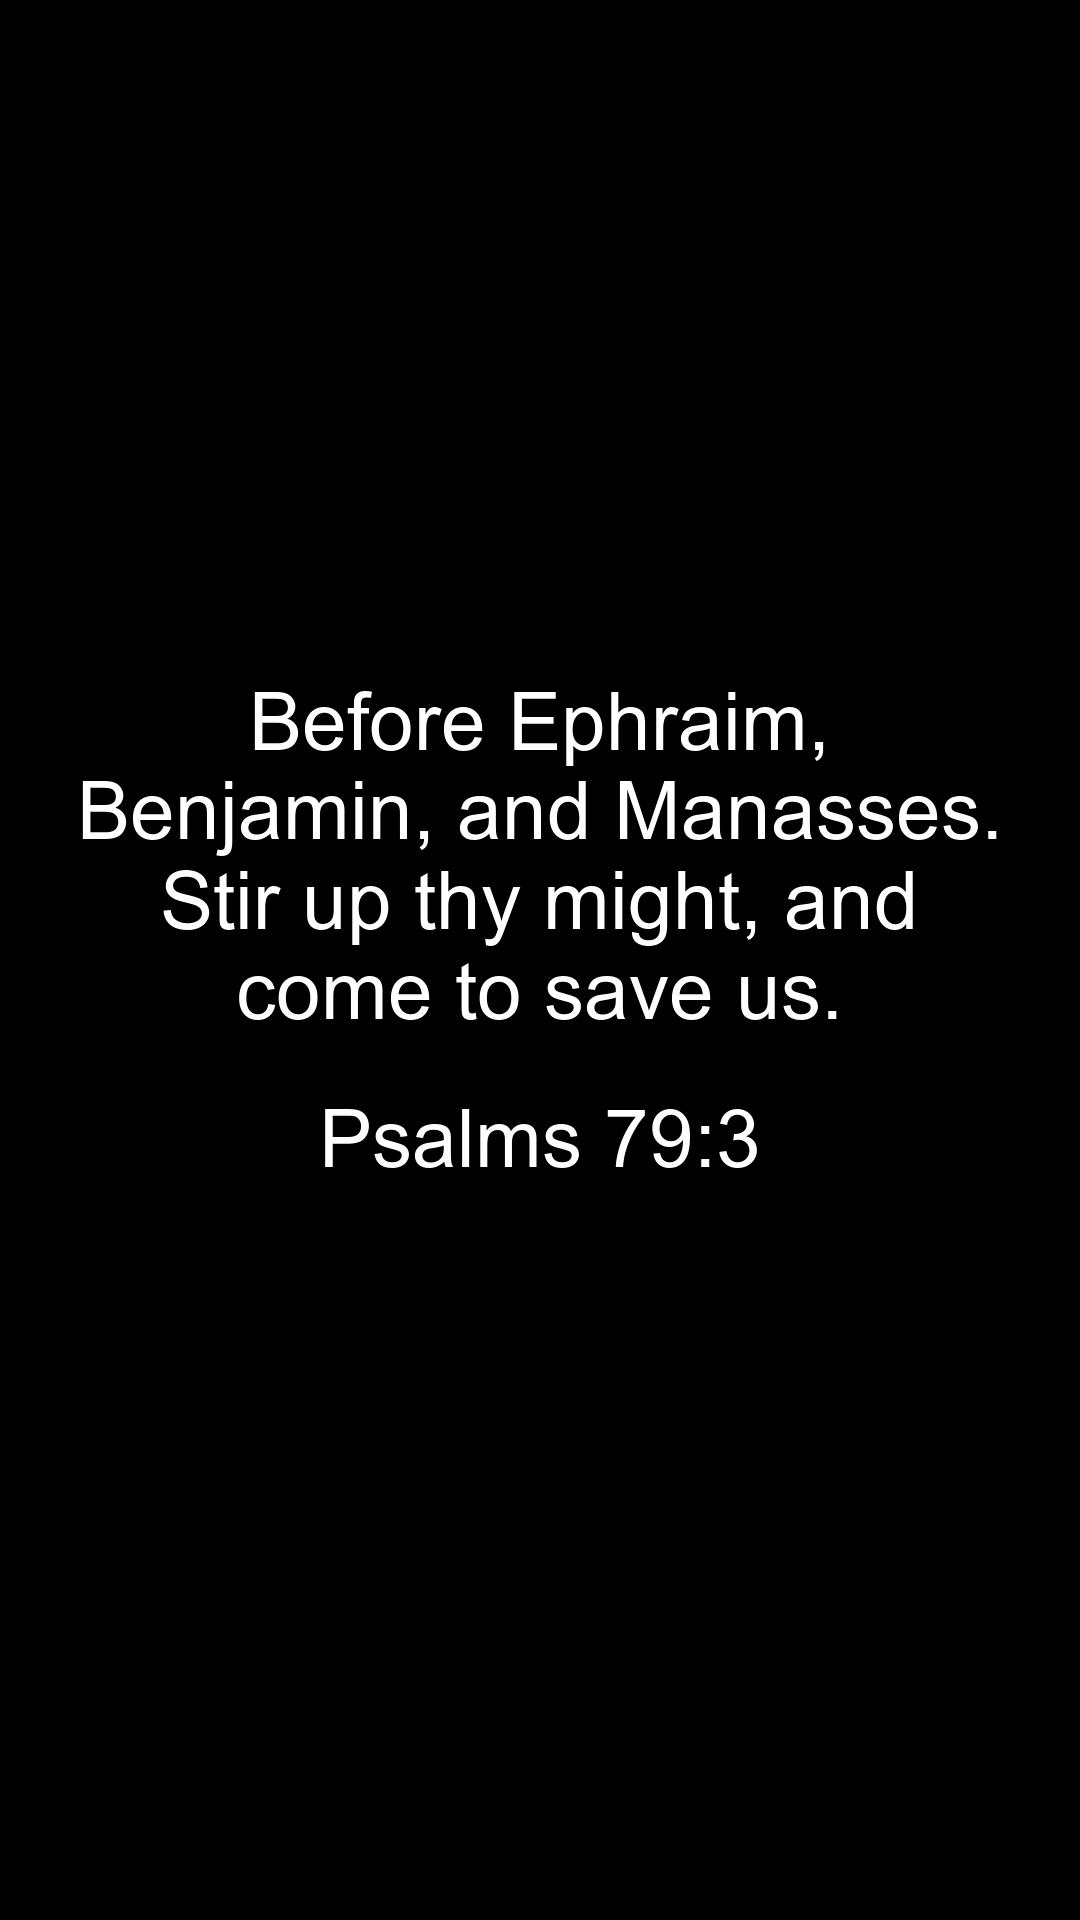 Before Ephraim,
Benjamin, and Manasses.
Stir up thy might, and
come to save us.
Psalms 79:3